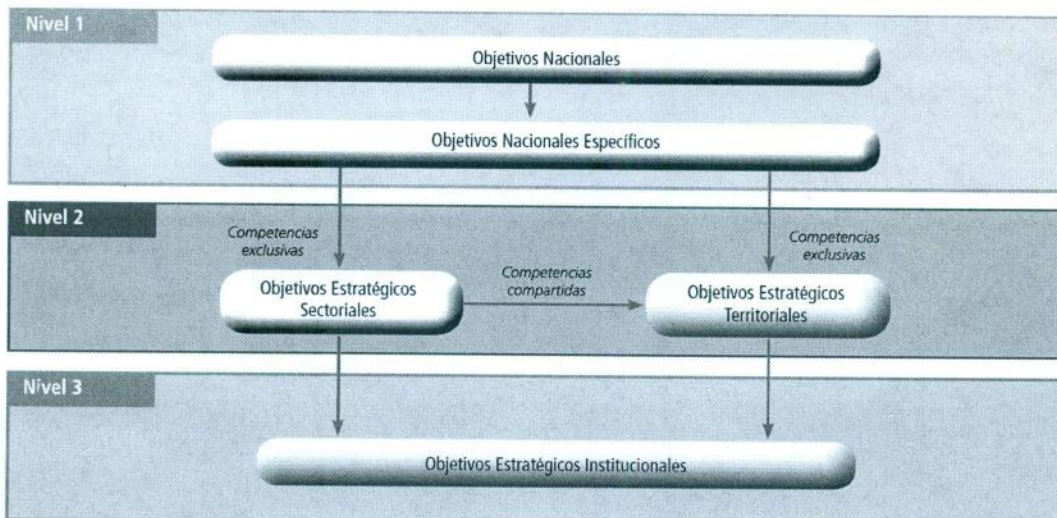 Nivel 1
Objetivos Nacionales
Objetivos Nacionales Específicos
Nivel 2
Competencias
exclusivas
Competencias
exclusivas
Competencias
compartidas
Objetivos Estratégicos
Sectoriales
Objetivos Estratégicos
Territoriales
Nivel 3
Objetivos Estratégicos Institucionales